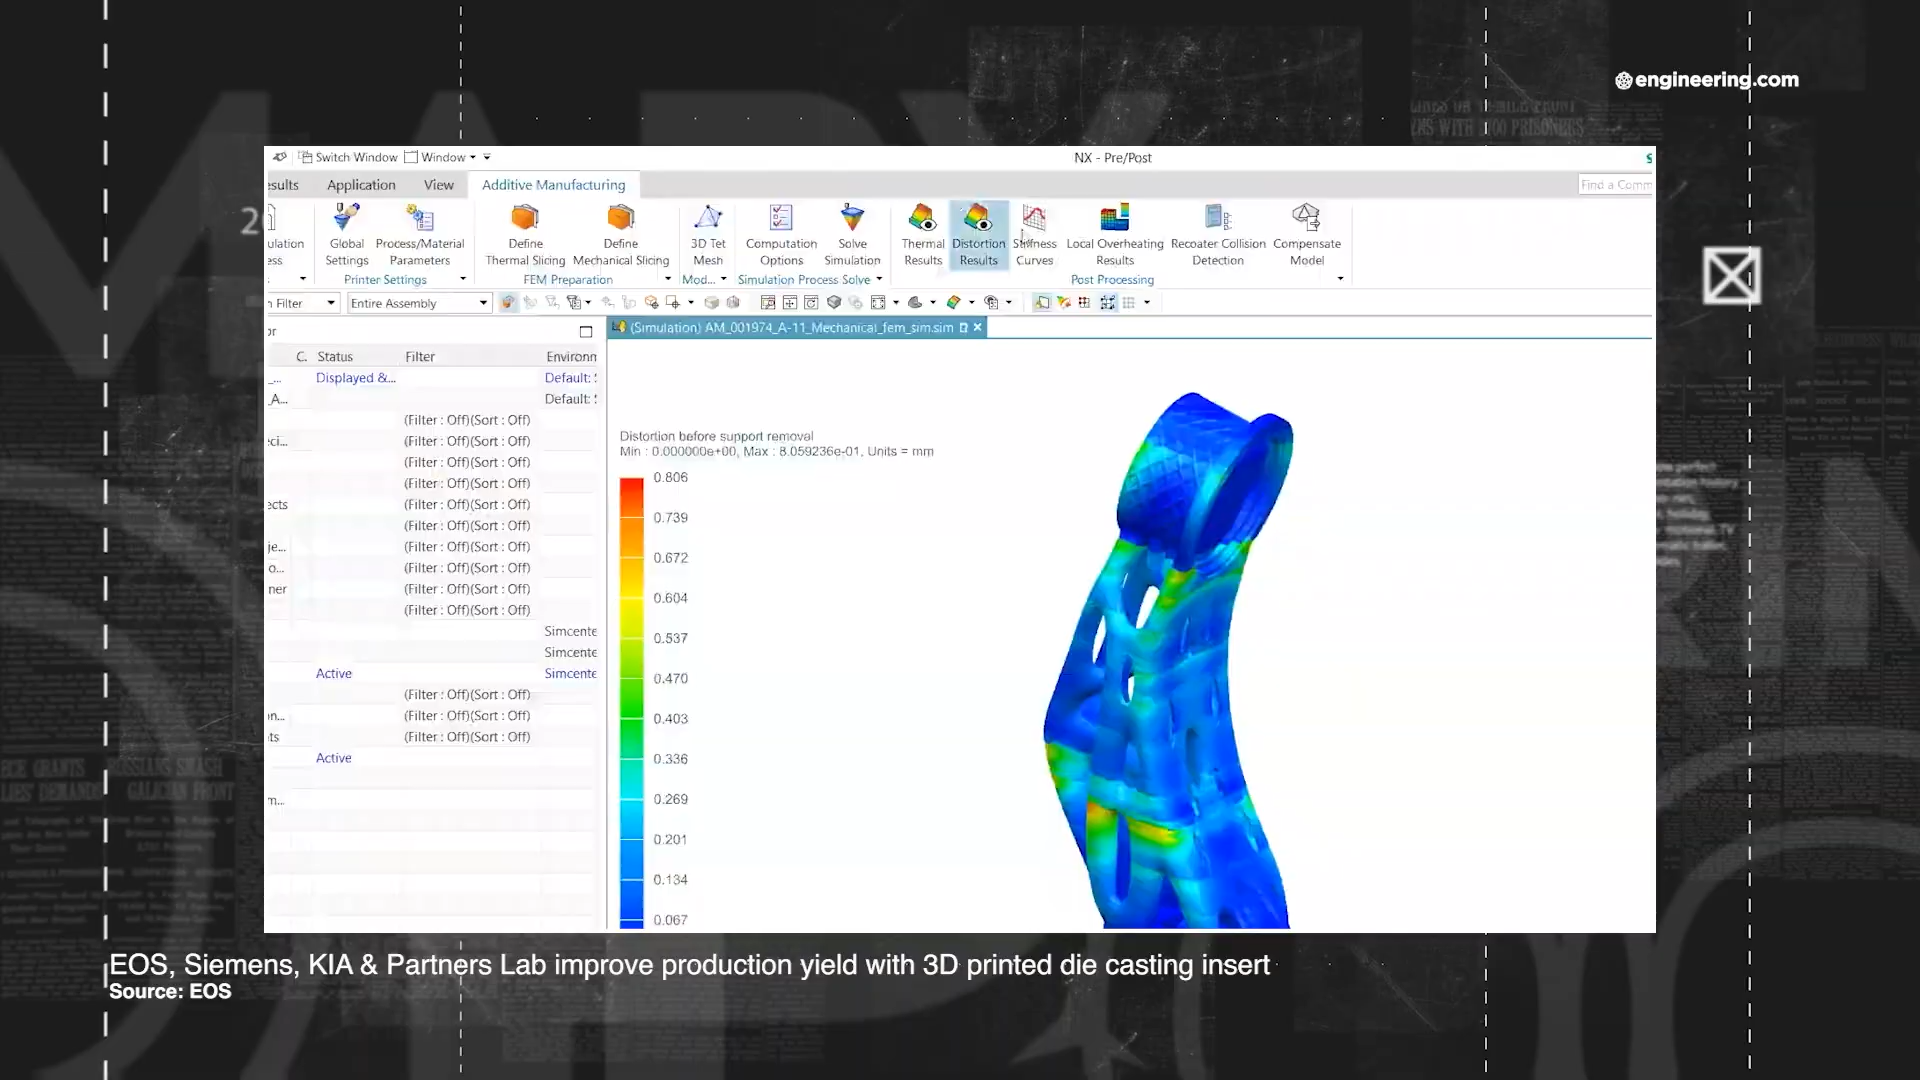 engineering.com
Switch Window Window
NX - Pre/Post
Application View Additive Manufacturing
Find a Comm
Global Settings
Process/Material Parameters
Define Thermal Slicing
Define Mechanical Slicing
3D Tet Mesh
Computation Options
Solve Simulation
Thermal Results
Distortion Results
Stiffness Curves
Local Overheating Results
Recoater Collision Detection
Compensate Model
Printer Settings
FEM Preparation
Mod...
Simulation Process Solve
Post Processing
n Filter
Entire Assembly
(Simulation) AM_001974_A-11_Mechanical_fem_sim.sim
C. Status Filter Environn
Displayed &... Default:
_A... Default:
(Filter : Off)(Sort : Off)
eci... (Filter : Off)(Sort : Off)
(Filter : Off)(Sort : Off)
(Filter : Off)(Sort : Off)
ects (Filter : Off)(Sort : Off)
(Filter : Off)(Sort : Off)
je... (Filter : Off)(Sort : Off)
o... (Filter : Off)(Sort : Off)
ner (Filter : Off)(Sort : Off)
(Filter : Off)(Sort : Off)
Simcente
Simcente
Active Simcente
(Filter : Off)(Sort : Off)
on... (Filter : Off)(Sort : Off)
ts (Filter : Off)(Sort : Off)
Active
m...
Distortion before support removal
Min : 0.000000e+00, Max : 8.059236e-01, Units = mm
0.806
0.739
0.672
0.604
0.537
0.470
0.403
0.336
0.269
0.201
0.134
0.067
EOS, Siemens, KIA & Partners Lab improve production yield with 3D printed die casting insert
Source: EOS